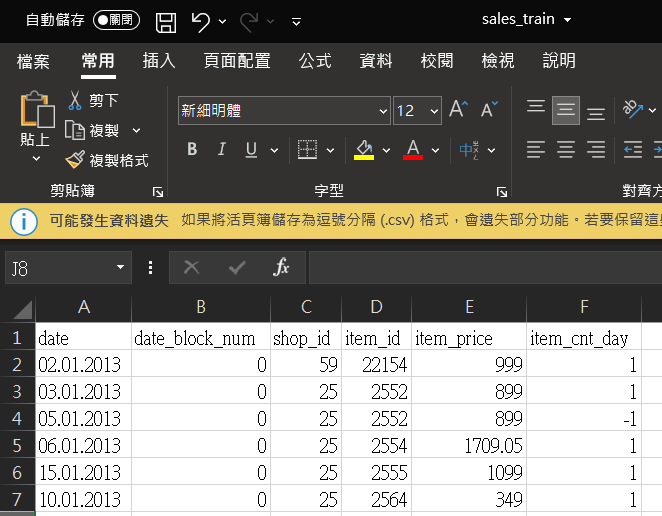 自動儲存 關閉 sales_train
檔案 常用 插入 頁面配置 公式 資料 校閱 檢視 說明
貼上 剪下
複製
複製格式
新細明體 12 A A
B I U A 中
剪貼簿 字型 對齊方
可能發生資料遺失 如果將活頁簿儲存為逗號分隔 (.csv) 格式，會遺失部分功能。若要保留這
J8 fx
A B C D E F
1 date date_block_num shop_id item_id item_price item_cnt_day
2 02.01.2013 0 59 22154 999 1
3 03.01.2013 0 25 2552 899 1
4 05.01.2013 0 25 2552 899 -1
5 06.01.2013 0 25 2554 1709.05 1
6 15.01.2013 0 25 2555 1099 1
7 10.01.2013 0 25 2564 349 1